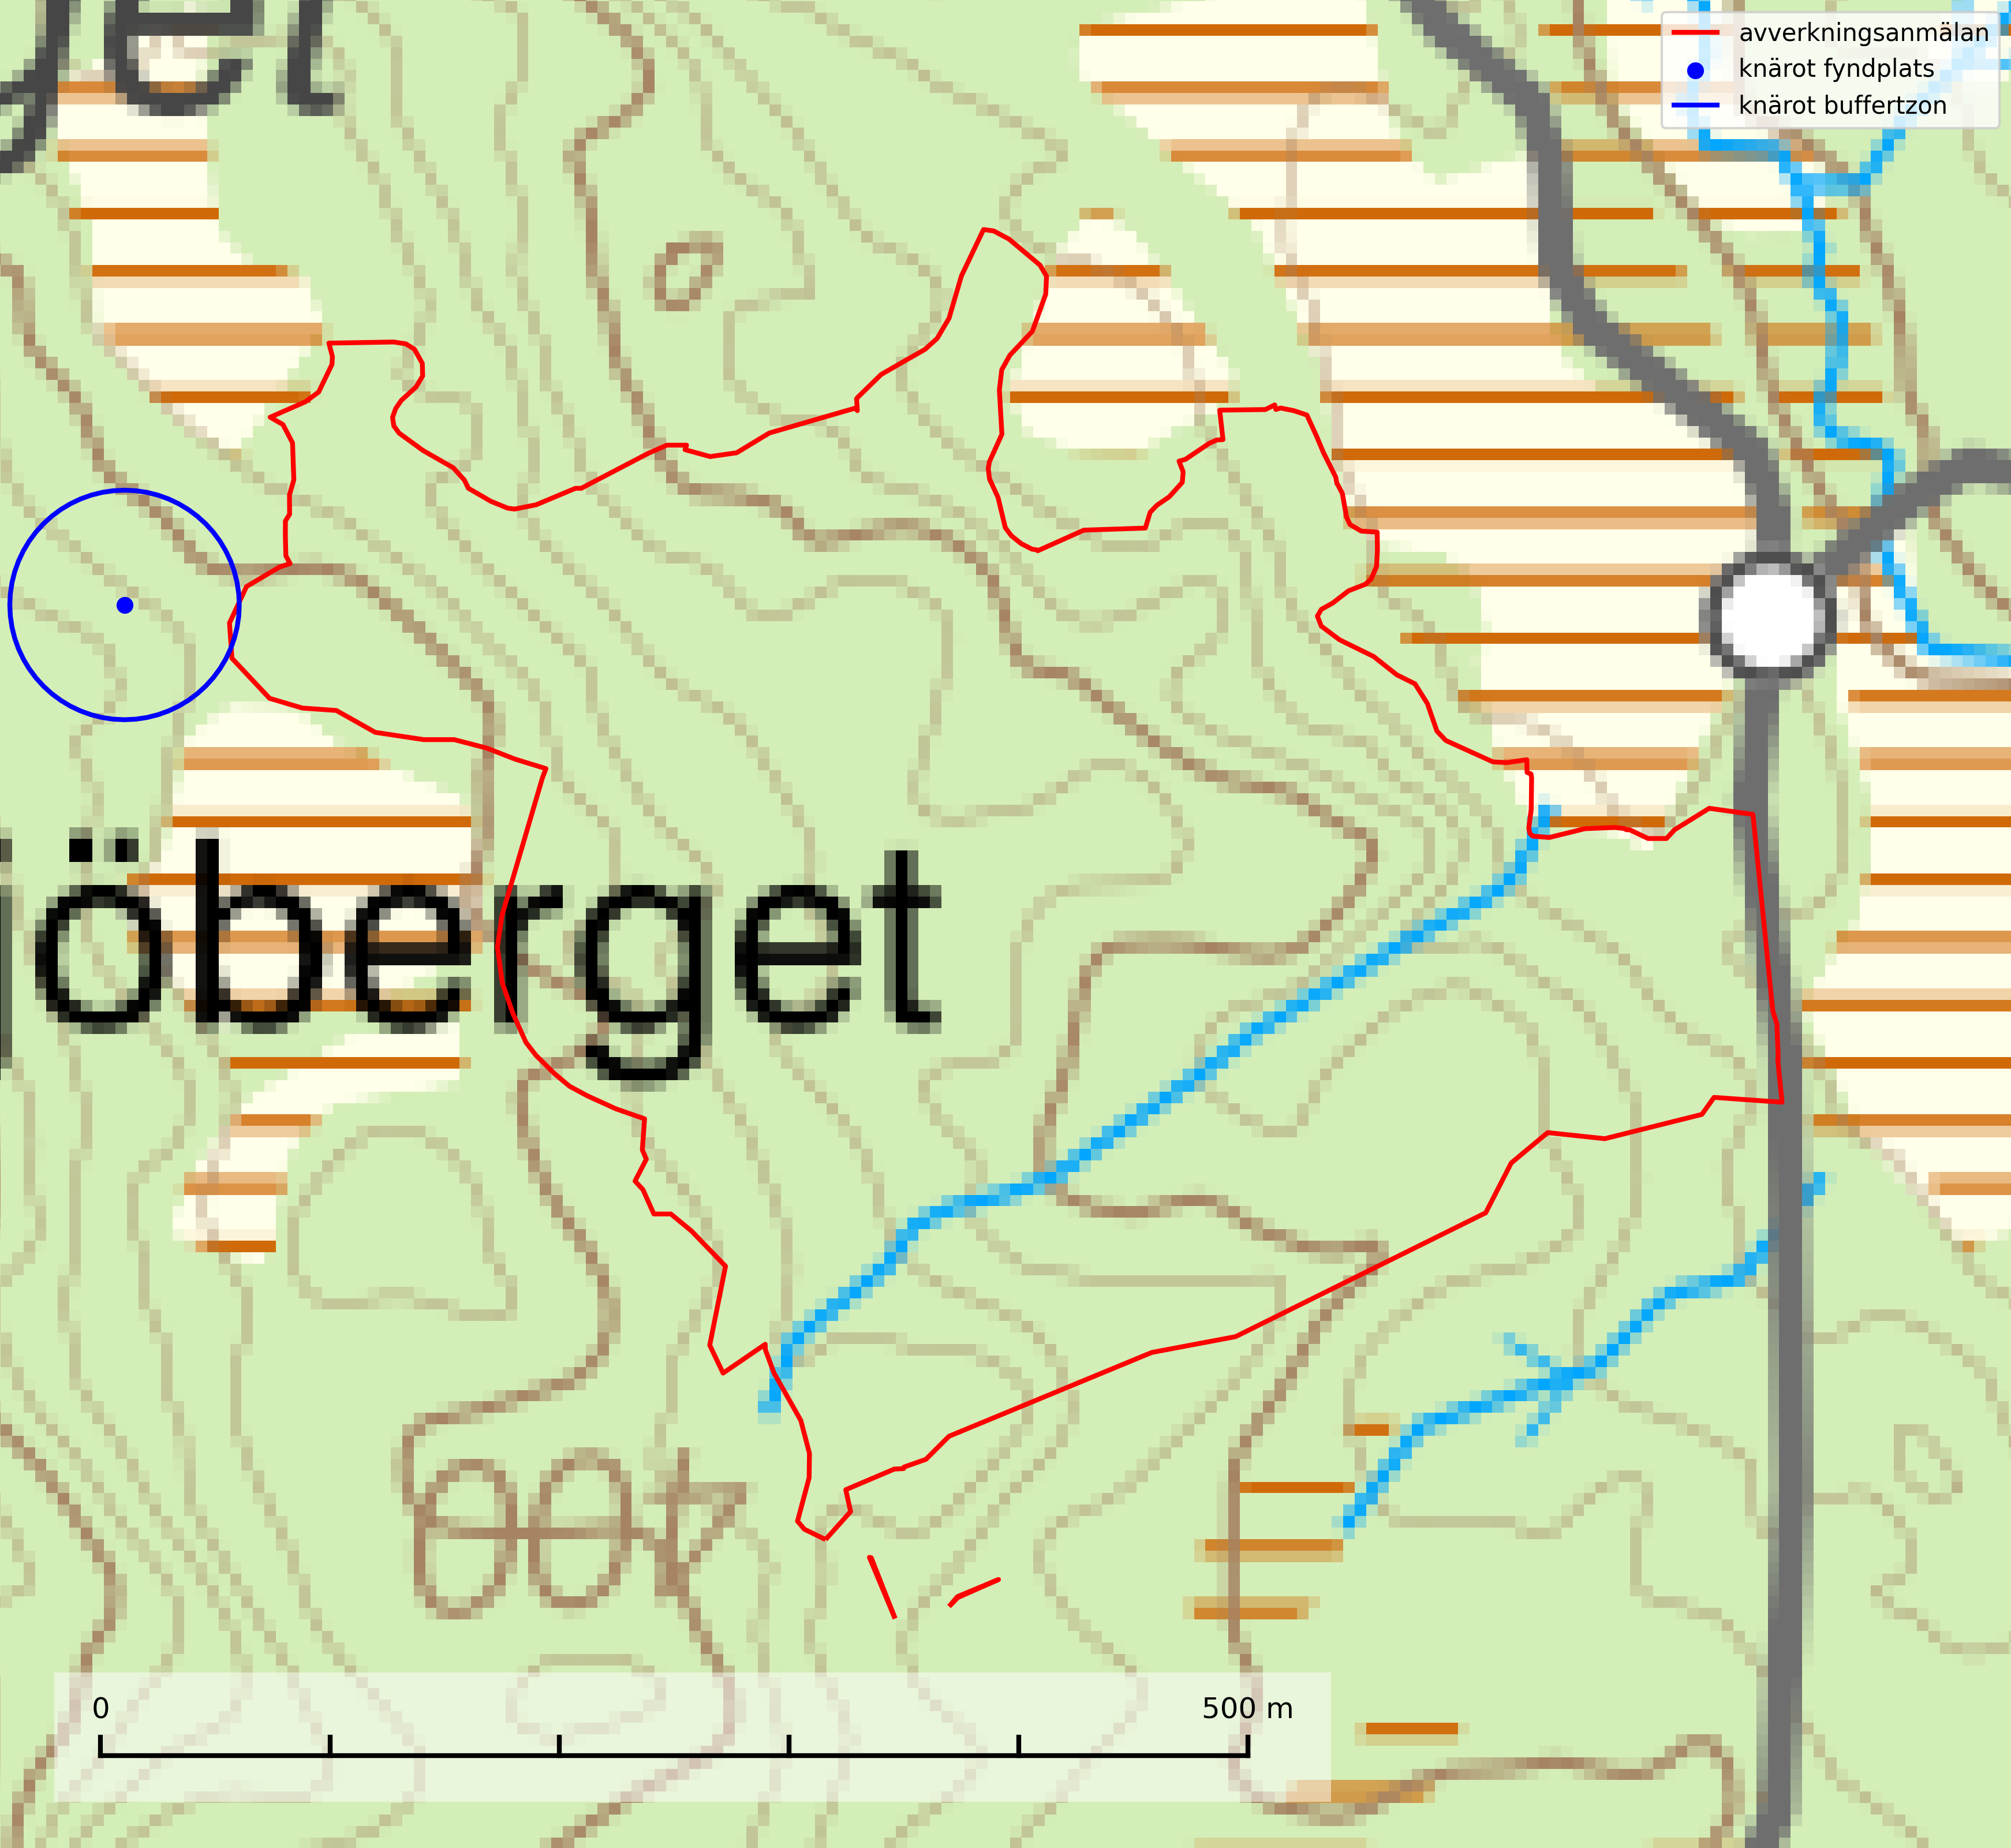 avverkningsanmälan
knärot fyndplats
knärot buffertzon
öberget
0 500 m